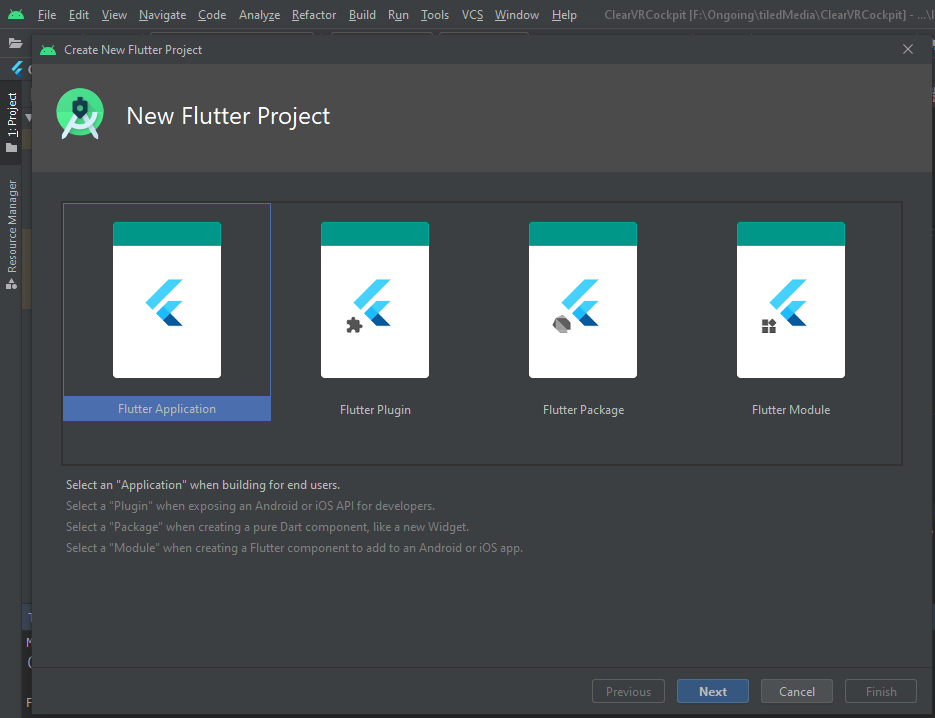 File Edit View Navigate Code Analyze Refactor Build Run Tools VCS Window Help ClearVRCockpit [F:\Ongoing\tiledMedia\ClearVRCockpit] - ...\l
Create New Flutter Project
1: Project
Resource Manager
New Flutter Project
Flutter Application Flutter Plugin Flutter Package Flutter Module
Select an "Application" when building for end users.
Select a "Plugin" when exposing an Android or iOS API for developers.
Select a "Package" when creating a pure Dart component, like a new Widget.
Select a "Module" when creating a Flutter component to add to an Android or iOS app.
Previous Next Cancel Finish